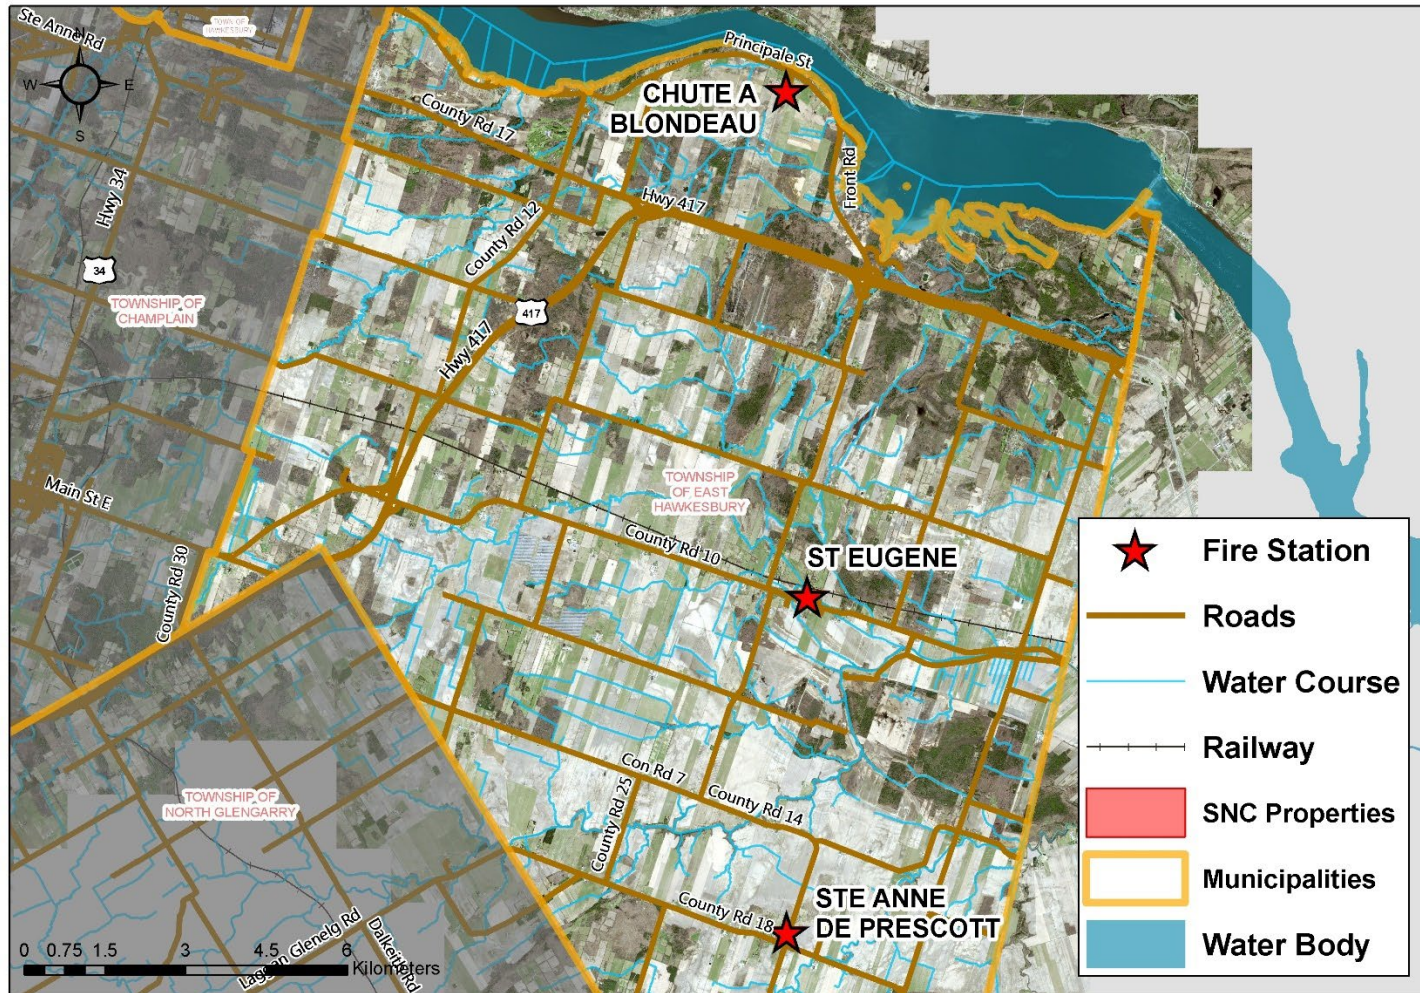 Ste Anne Rd
N
W
E
S
TOWN OF
HAWKESBURY
Principale St
CHUTE A
BLONDEAU
County Rd 17
Front Rd
Hwy 417
Hwy 34
County Rd 12
34
417
TOWNSHIP OF
CHAMPLAIN
Hwy 417
Main St E
TOWNSHIP
OF EAST
HAWKESBURY
County Rd 10
ST EUGENE
County Rd 30
Con Rd 7
County Rd 14
County Rd 25
TOWNSHIP OF
NORTH GLENGARRY
County Rd 18
STE ANNE
DE PRESCOTT
Laggan Glenelg Rd
Dalkeith Rd
0 0.75 1.5 3 4.5 6
Kilometers
Fire Station
Roads
Water Course
Railway
SNC Properties
Municipalities
Water Body